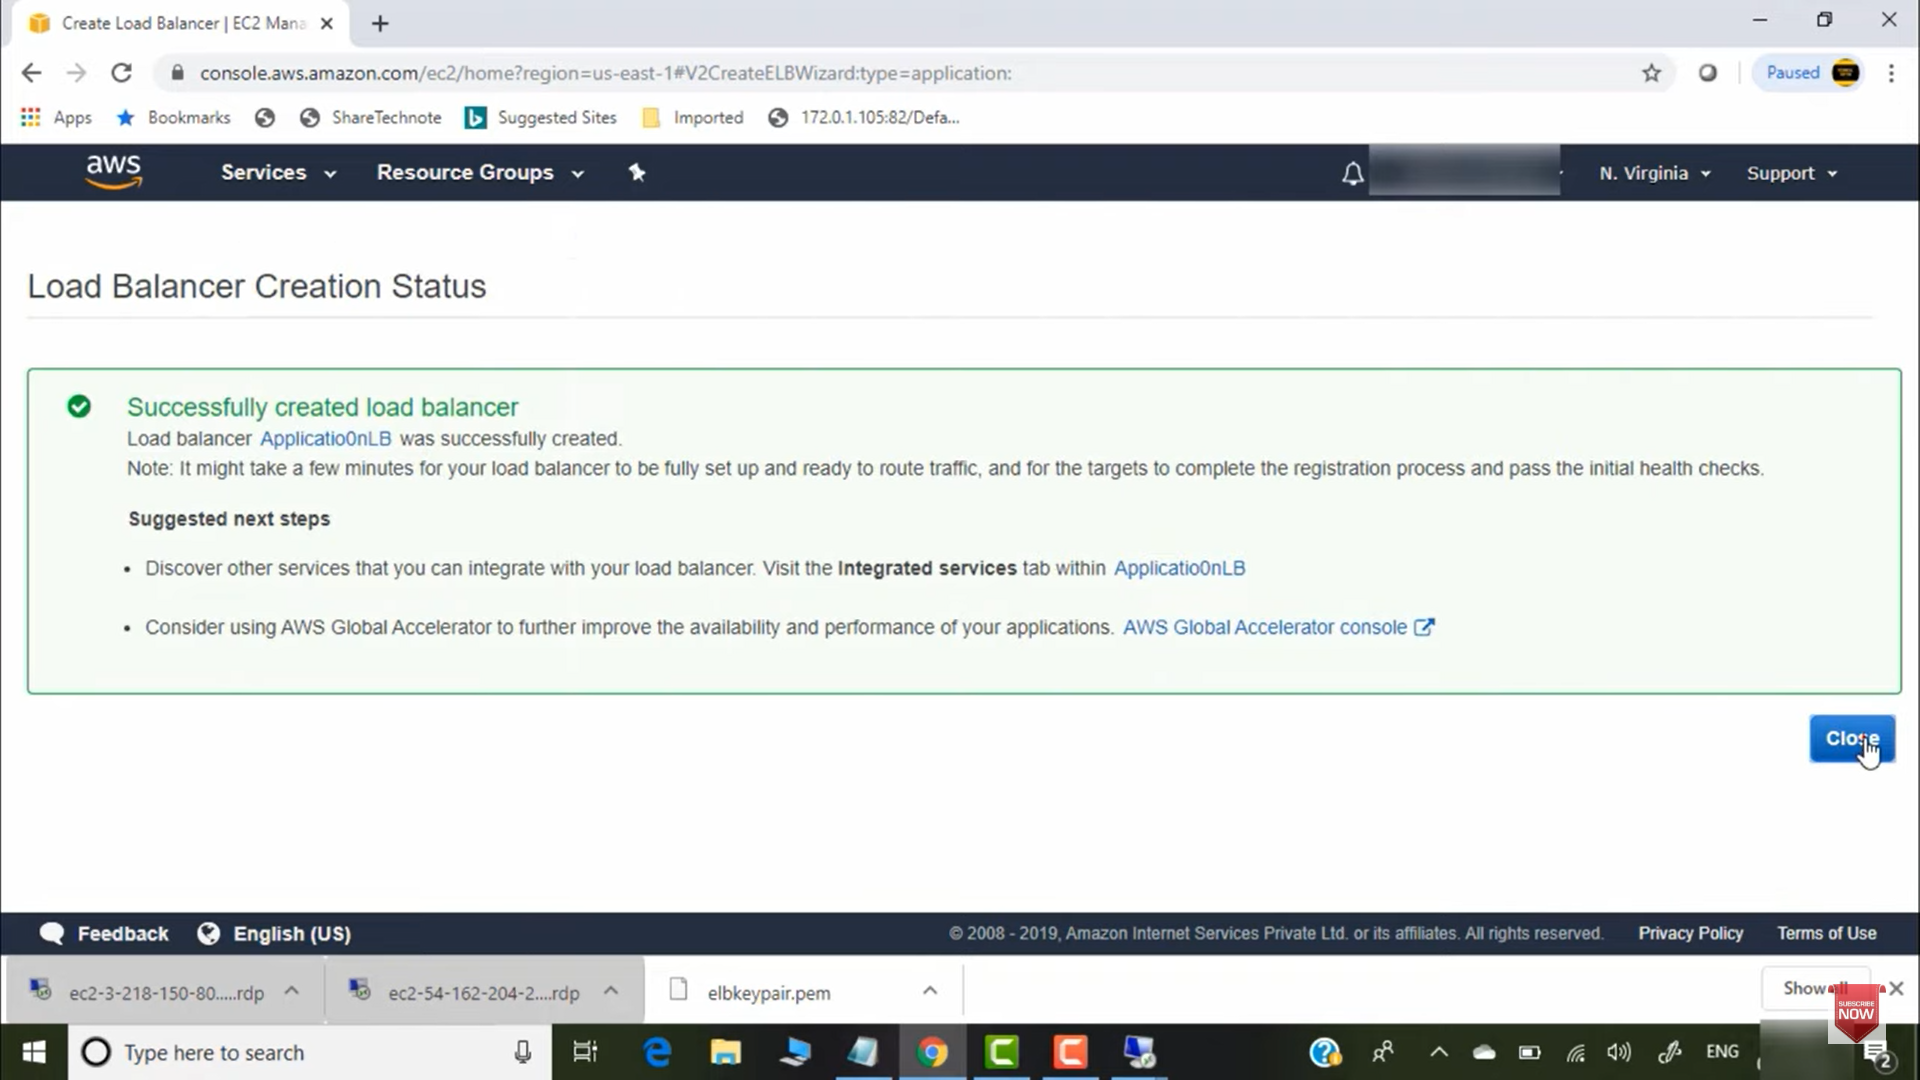 Create Load Balancer | EC2 Mana
console.aws.amazon.com/ec2/home?region=us-east-1#V2CreateELBWizard:type=application:
Paused
Apps Bookmarks ShareTechnote Suggested Sites Imported 172.0.1.105:82/Defa...
aws Services Resource Groups N. Virginia Support
Load Balancer Creation Status
Successfully created load balancer
Load balancer Applicatio0nLB was successfully created.
Note: It might take a few minutes for your load balancer to be fully set up and ready to route traffic, and for the targets to complete the registration process and pass the initial health checks.
Suggested next steps
• Discover other services that you can integrate with your load balancer. Visit the Integrated services tab within Applicatio0nLB
• Consider using AWS Global Accelerator to further improve the availability and performance of your applications. AWS Global Accelerator console
Close
Feedback English (US) © 2008 - 2019, Amazon Internet Services Private Ltd. or its affiliates. All rights reserved. Privacy Policy Terms of Use
ec2-3-218-150-80.....rdp ec2-54-162-204-2....rdp elbkeypair.pem Show all
SUBSCRIBE
NOW
Type here to search ENG 2